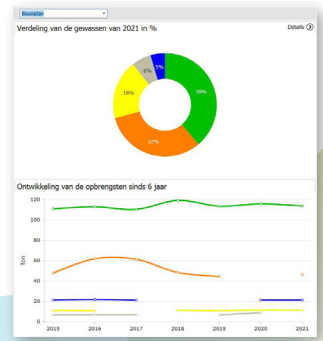 Bouwplan
Verdeling van de gewassen van 2021 in %
Details
5%
6%
39%
18%
32%
Ontwikkeling van de opbrengsten sinds 6 jaar
120
100
80
Ton
60
40
20
0
2015 2016 2017 2018 2019 2020 2021